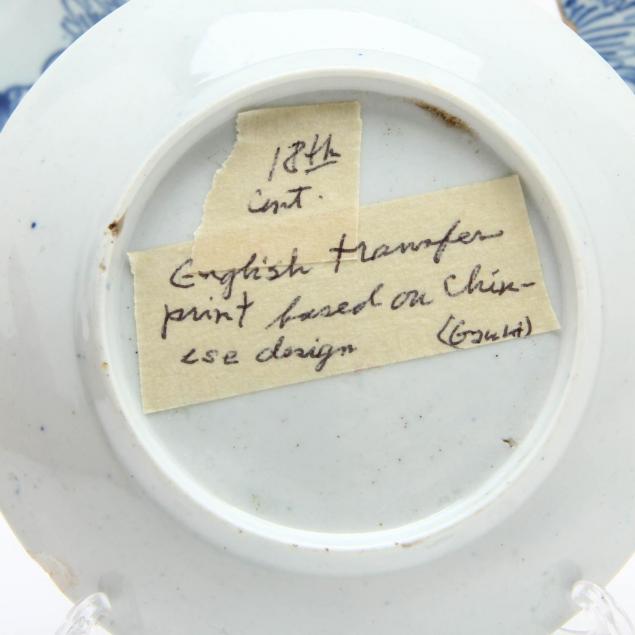 18th
Cent.
English transfer
print based on Chin-
ese design